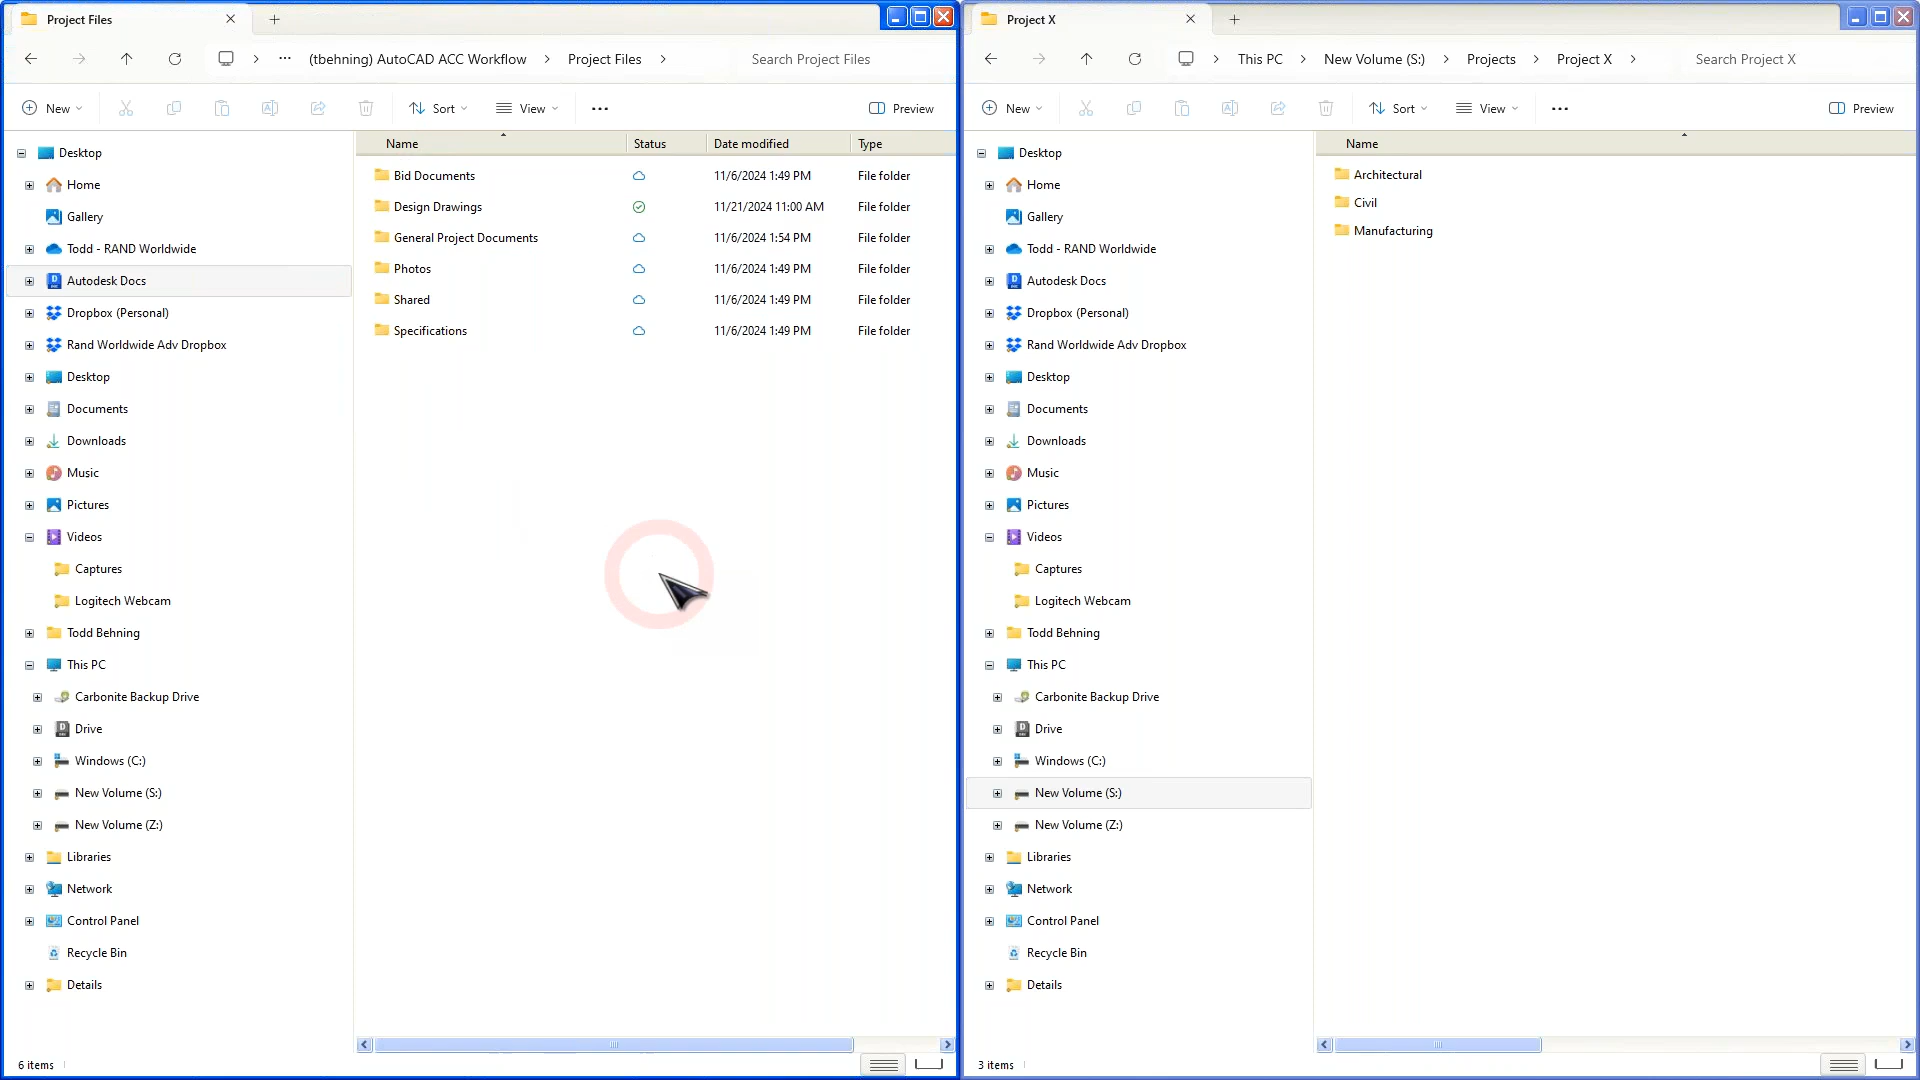 Project Files
(tbehning) AutoCAD ACC Workflow > Project Files >
Search Project Files
New
Sort
View
Preview
Desktop
Home
Gallery
Todd - RAND Worldwide
Autodesk Docs
Dropbox (Personal)
Rand Worldwide Adv Dropbox
Desktop
Documents
Downloads
Music
Pictures
Videos
Captures
Logitech Webcam
Todd Behning
This PC
Carbonite Backup Drive
Drive
Windows (C:)
New Volume (S:)
New Volume (Z:)
Libraries
Network
Control Panel
Recycle Bin
Details
Name Status Date modified Type
Bid Documents 11/6/2024 1:49 PM File folder
Design Drawings 11/21/2024 11:00 AM File folder
General Project Documents 11/6/2024 1:54 PM File folder
Photos 11/6/2024 1:49 PM File folder
Shared 11/6/2024 1:49 PM File folder
Specifications 11/6/2024 1:49 PM File folder
6 items
Project X
This PC > New Volume (S:) > Projects > Project X >
Search Project X
New
Sort
View
Preview
Desktop
Home
Gallery
Todd - RAND Worldwide
Autodesk Docs
Dropbox (Personal)
Rand Worldwide Adv Dropbox
Desktop
Documents
Downloads
Music
Pictures
Videos
Captures
Logitech Webcam
Todd Behning
This PC
Carbonite Backup Drive
Drive
Windows (C:)
New Volume (S:)
New Volume (Z:)
Libraries
Network
Control Panel
Recycle Bin
Details
Name
Architectural
Civil
Manufacturing
3 items